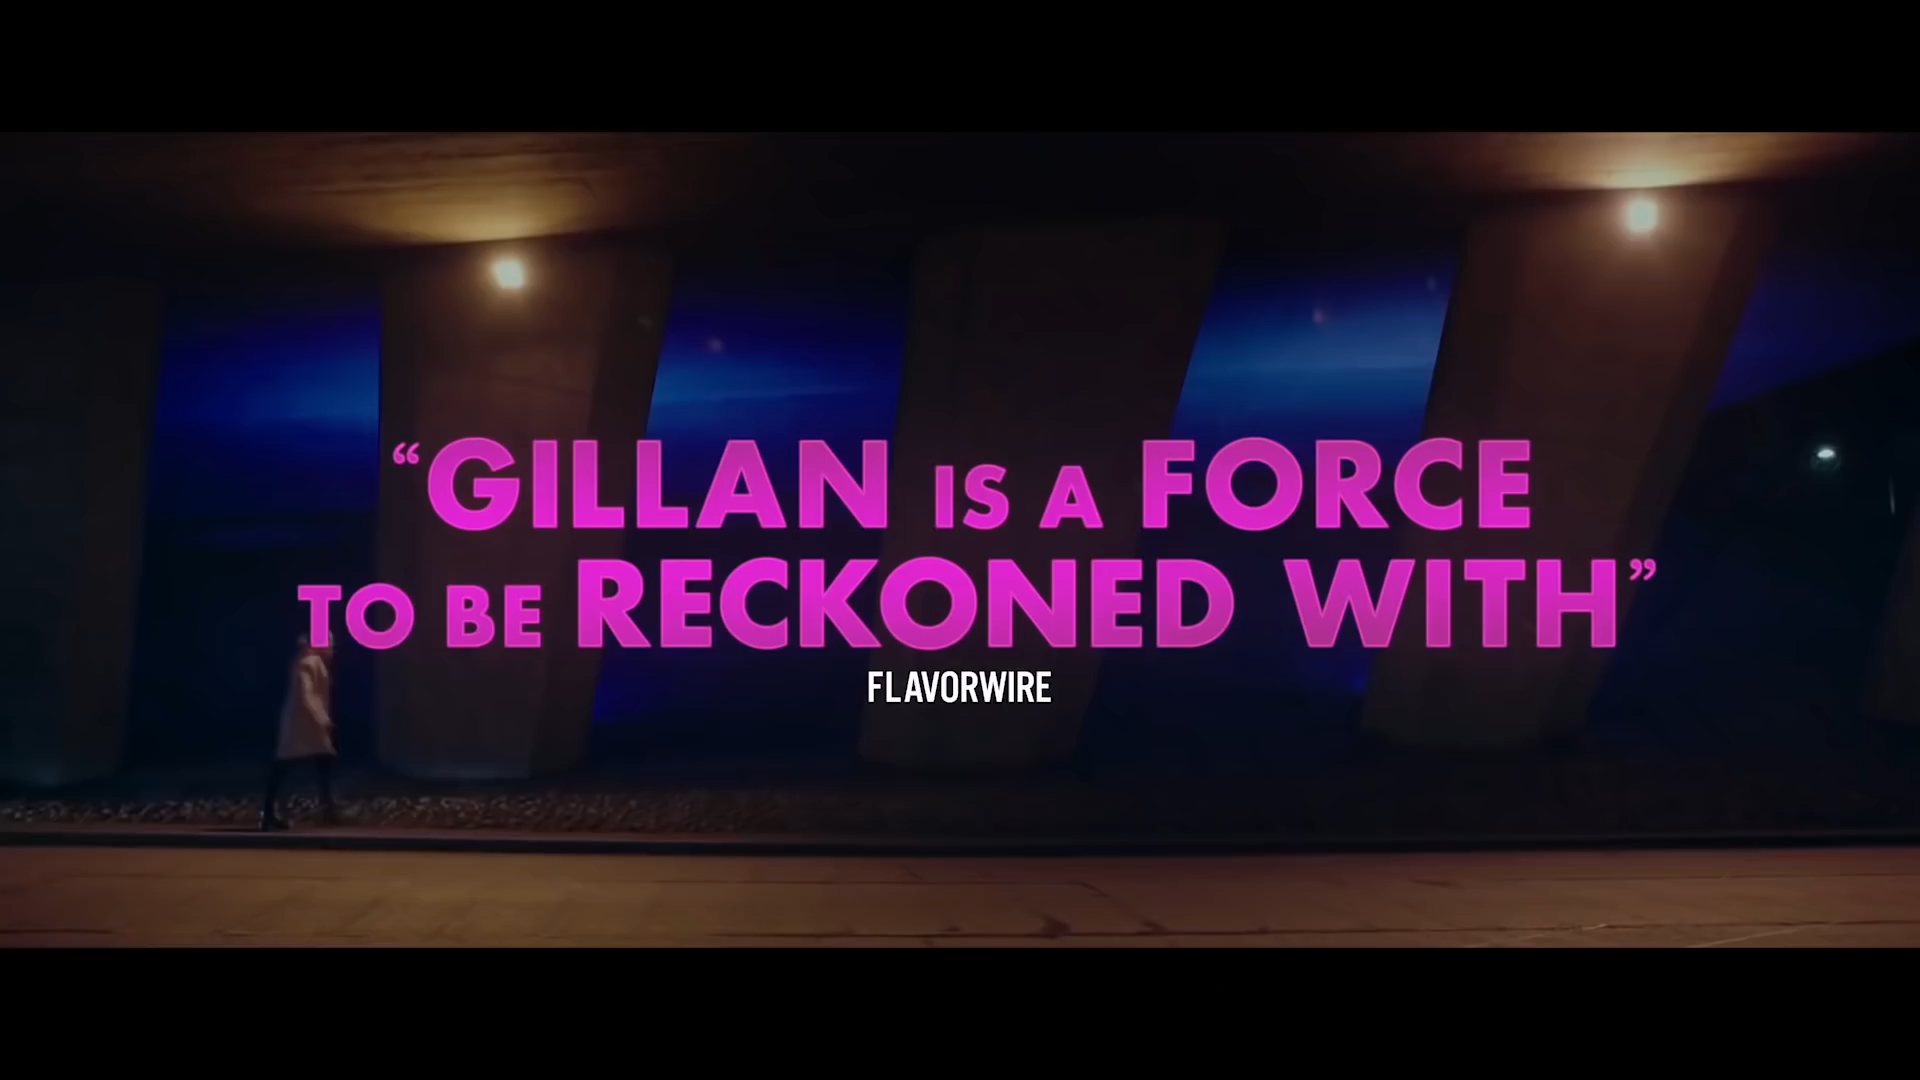 “GILLAN IS A FORCE
TO BE RECKONED WITH”
FLAVORWIRE